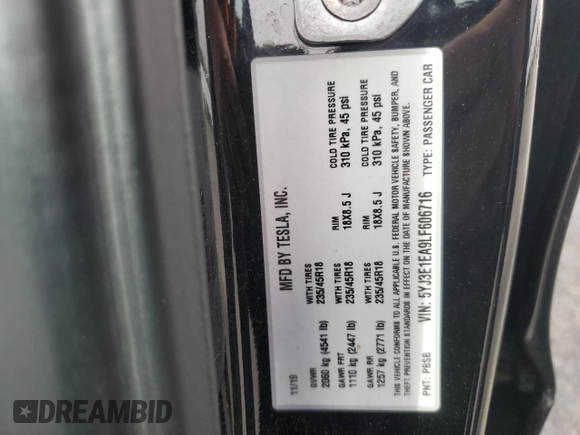 MFD BY TESLA, INC.
11/19
GVWR WITH TIRES RIM COLD TIRE PRESSURE
2060 kg (4541 lb) 235/45R18 18X8.5 J 310 kPa, 45 psi
GAWR FRT WITH TIRES RIM COLD TIRE PRESSURE
1110 kg (2447 lb) 235/45R18 18X8.5 J 310 kPa, 45 psi
GAWR RR WITH TIRES
1257 kg (2771 lb) 235/45R18
THIS VEHICLE CONFORMS TO ALL APPLICABLE U.S. FEDERAL MOTOR VEHICLE SAFETY, BUMPER, AND
THEFT PREVENTION STANDARDS IN EFFECT ON THE DATE OF MANUFACTURE SHOWN ABOVE.
PNT: PBSB VIN: 5YJ3E1EA9LF606716 TYPE: PASSENGER CAR
DREAMBID